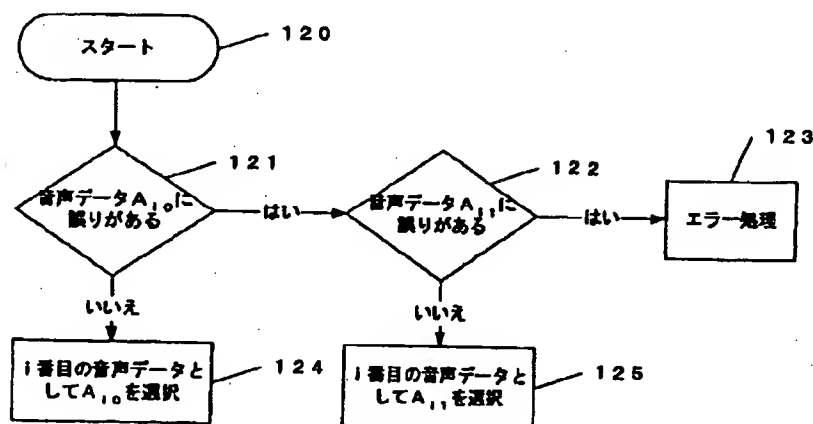 スタート
120
121
音声データAi0に
誤りがある
はい
122
音声データAi1に
誤りがある
はい
123
エラー処理
いいえ
いいえ
i番目の音声データと
してAi0を選択
124
i番目の音声データと
してAi1を選択
125